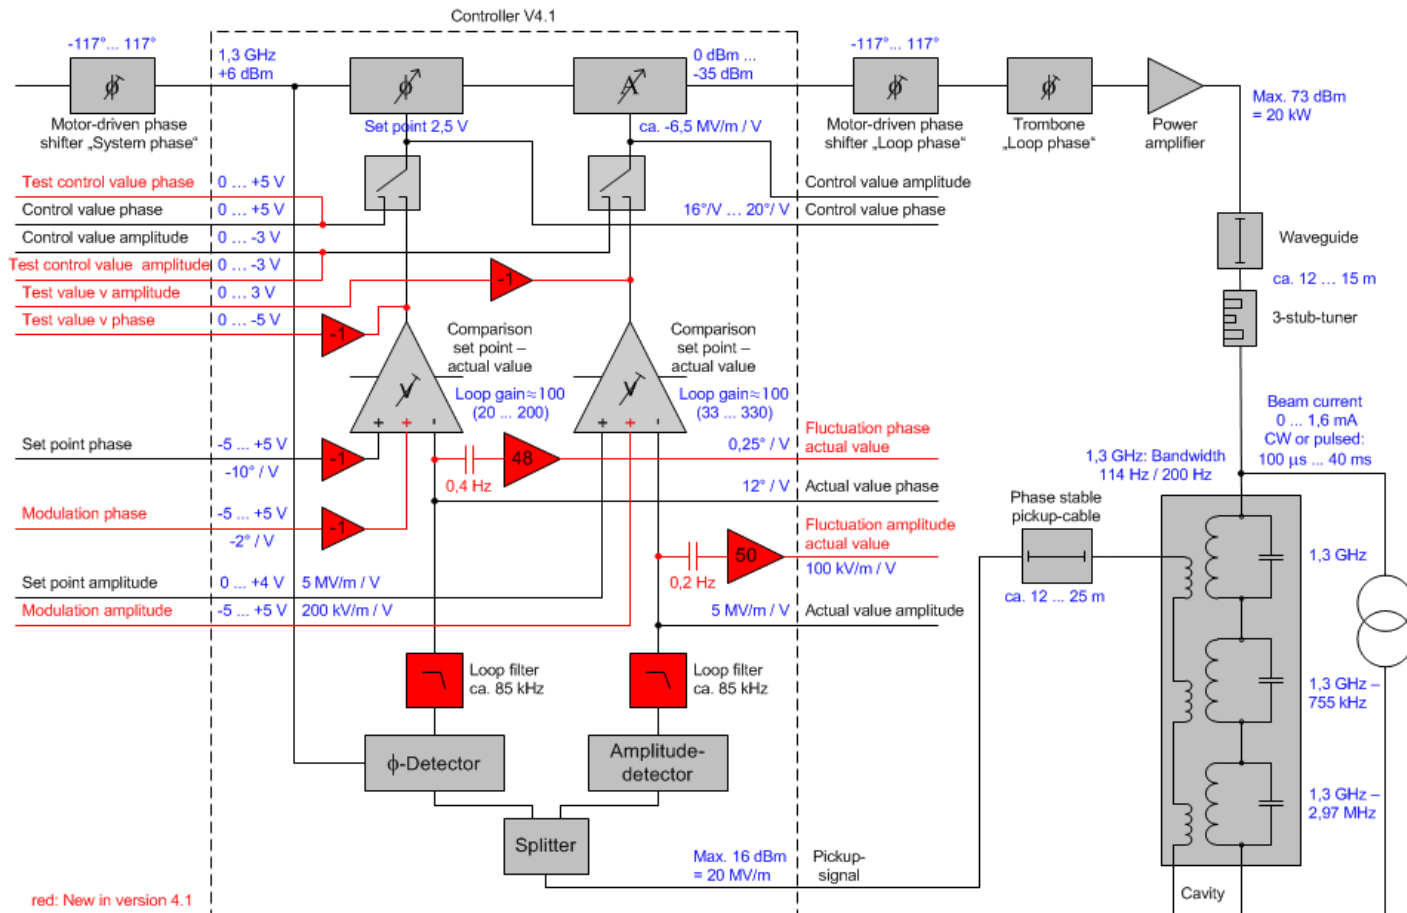 Controller V4.1
-117°... 117°
1,3 GHz
+6 dBm
0 dBm ...
-35 dBm
-117°... 117°
ϕ
ϕ
A
ϕ
ϕ
Max. 73 dBm
= 20 kW
Motor-driven phase
shifter „System phase“
Set point 2,5 V
ca. -6,5 MV/m / V
Motor-driven phase
shifter „Loop phase“
Trombone
„Loop phase“
Power
amplifier
Test control value phase
0 ... +5 V
Control value phase
0 ... +5 V
Control value amplitude
0 ... -3 V
Test control value amplitude
0 ... -3 V
Test value v amplitude
0 ... 3 V
Test value v phase
0 ... -5 V
-1
-1
Control value amplitude
16°/V ... 20°/ V
Control value phase
Waveguide
ca. 12 ... 15 m
3-stub-tuner
Comparison
set point –
actual value
Loop gain≈100
(20 ... 200)
Comparison
set point –
actual value
Loop gain≈100
(33 ... 330)
V
+ + -
V
+ + -
Set point phase
-5 ... +5 V
-10° / V
-1
0,4 Hz
48
0,25° / V
Fluctuation phase
actual value
12° / V
Actual value phase
Modulation phase
-5 ... +5 V
-2° / V
-1
0,2 Hz
50
Fluctuation amplitude
actual value
100 kV/m / V
Set point amplitude
0 ... +4 V
5 MV/m / V
Modulation amplitude
-5 ... +5 V
200 kV/m / V
5 MV/m / V
Actual value amplitude
Beam current
0 ... 1,6 mA
CW or pulsed:
100 µs ... 40 ms
1,3 GHz: Bandwidth
114 Hz / 200 Hz
Phase stable
pickup-cable
ca. 12 ... 25 m
1,3 GHz
1,3 GHz –
755 kHz
1,3 GHz –
2,97 MHz
Cavity
Loop filter
ca. 85 kHz
Loop filter
ca. 85 kHz
ϕ-Detector
Amplitude-
detector
Splitter
Max. 16 dBm
= 20 MV/m
Pickup-
signal
red: New in version 4.1